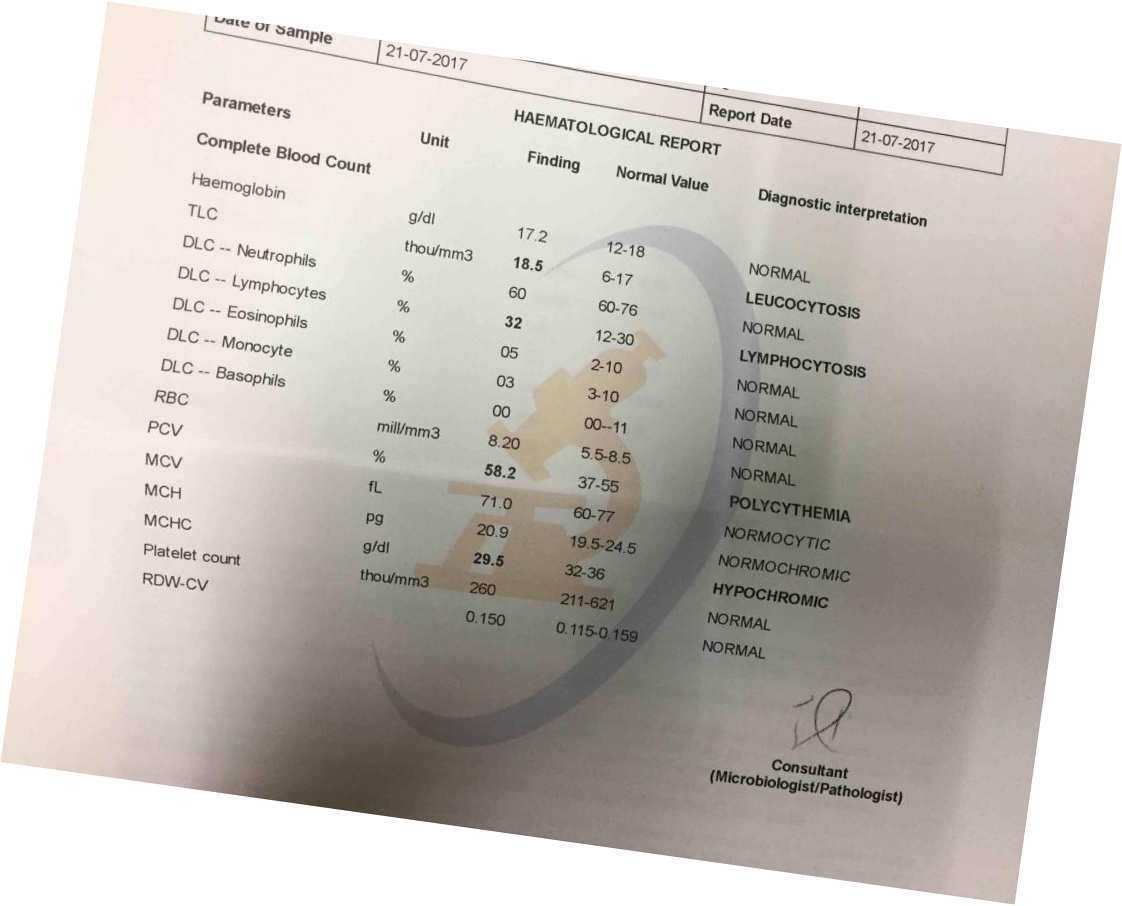 Date of Sample 21-07-2017
Report Date 21-07-2017
HAEMATOLOGICAL REPORT
Parameters Unit Finding Normal Value Diagnostic interpretation
Complete Blood Count
Haemoglobin g/dl 17.2 12-18 NORMAL
TLC thou/mm3 18.5 6-17 LEUCOCYTOSIS
DLC -- Neutrophils % 60 60-76 NORMAL
DLC -- Lymphocytes % 32 12-30 LYMPHOCYTOSIS
DLC -- Eosinophils % 05 2-10 NORMAL
DLC -- Monocyte % 03 3-10 NORMAL
DLC -- Basophils % 00 00--11 NORMAL
RBC mill/mm3 8.20 5.5-8.5 NORMAL
PCV % 58.2 37-55 POLYCYTHEMIA
MCV fL 71.0 60-77 NORMOCYTIC
MCH pg 20.9 19.5-24.5 NORMOCHROMIC
MCHC g/dl 29.5 32-36 HYPOCHROMIC
Platelet count thou/mm3 260 211-621 NORMAL
RDW-CV 0.150 0.115-0.159 NORMAL
Consultant
(Microbiologist/Pathologist)